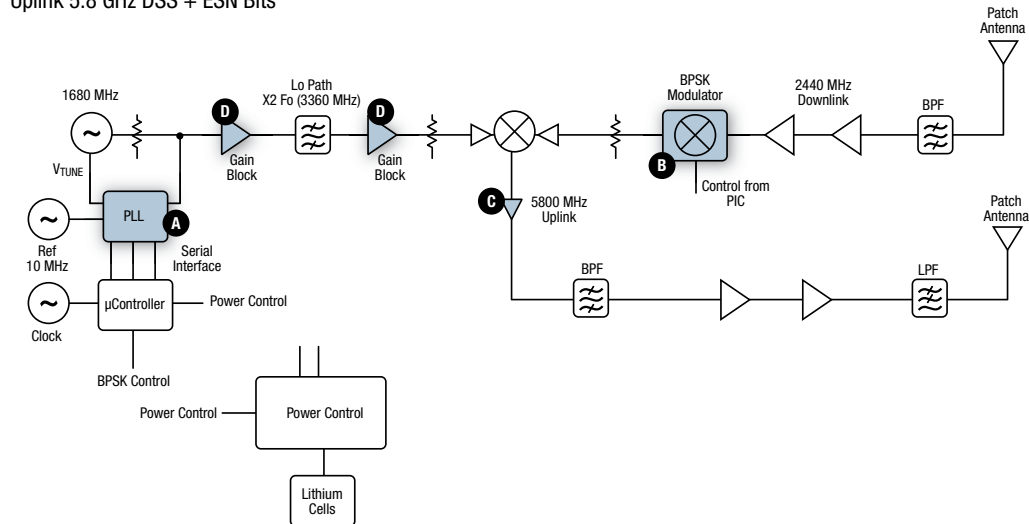 Uplink 5.8 GHz DSS + ESN Bits
Patch
Antenna
1680 MHz
Lo Path
X2 Fo (3360 MHz)
BPSK
Modulator
2440 MHz
Downlink
BPF
D
D
Gain
Block
Gain
Block
B
Control from
PIC
VTUNE
PLL
A
C
5800 MHz
Uplink
Patch
Antenna
Ref
10 MHz
Serial
Interface
BPF
LPF
µController
Power Control
Clock
BPSK Control
Power Control
Power Control
Lithium
Cells